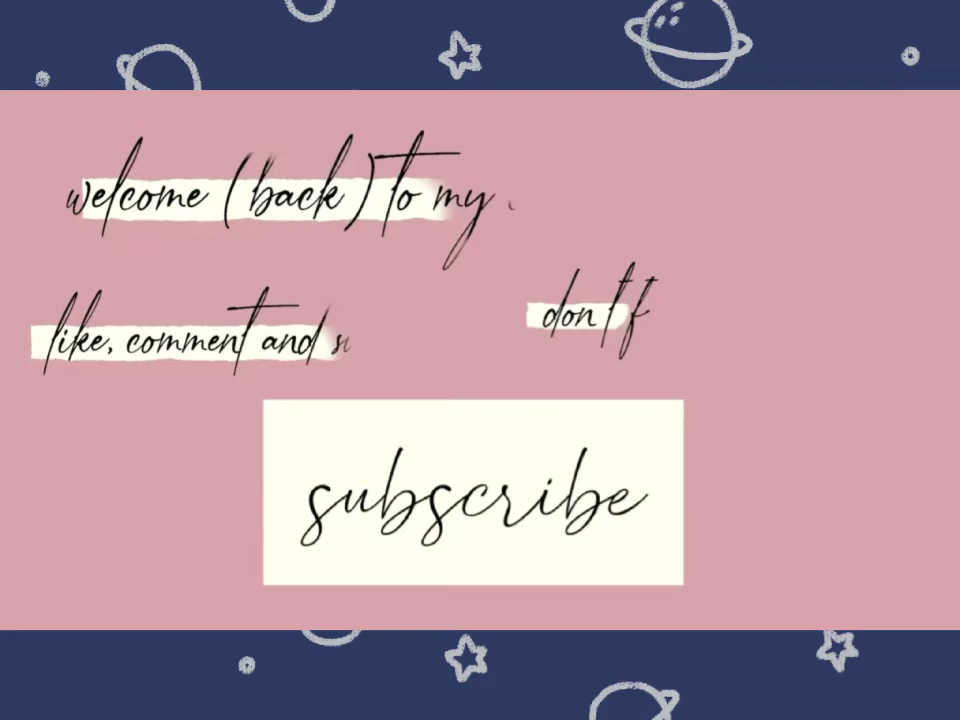 welcome (back) to my
like, comment and s
don't f
subscribe